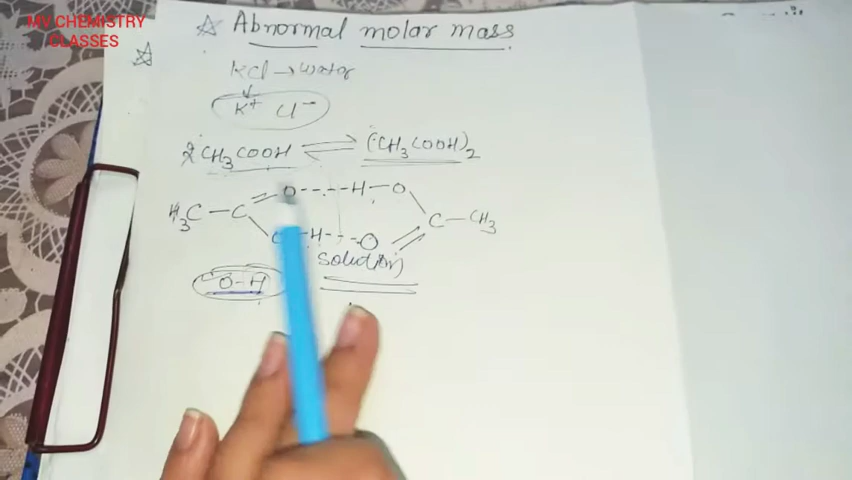 MV CHEMISTRY
CLASSES
☆ Abnormal molar mass
☆
KCl → water
↓
K⁺ Cl⁻
2CH₃COOH ⇌ (CH₃COOH)₂
O-----H-O
H₃C-C C-CH₃
-H---O
solution
O-H